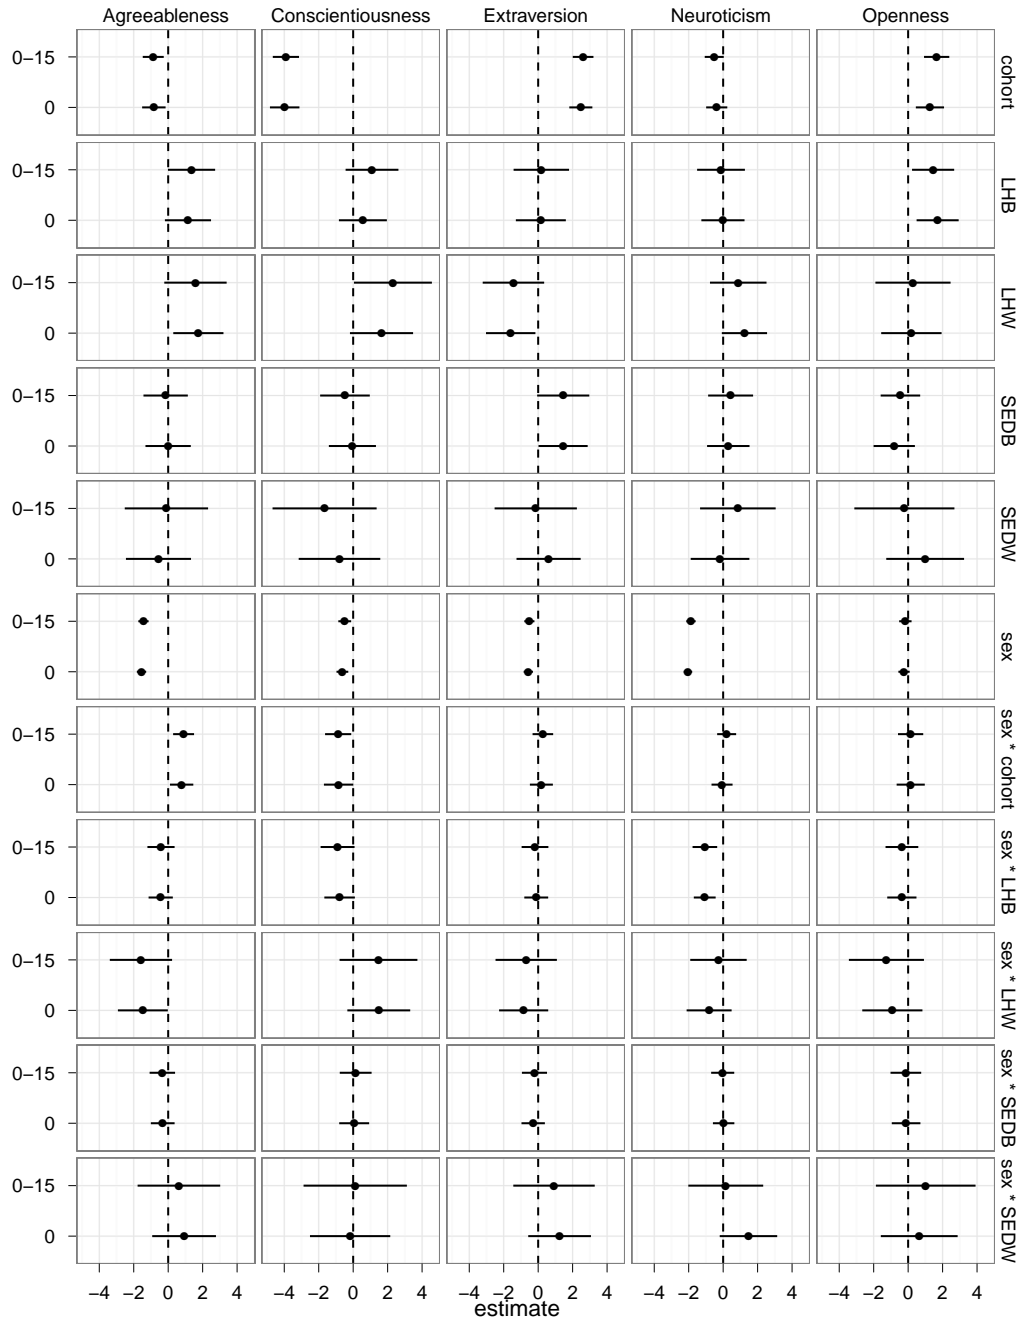 Agreeableness Conscientiousness Extraversion Neuroticism Openness
0−15
0
cohort
0−15
0
LHB
0−15
0
LHW
0−15
0
SEDB
0−15
0
SEDW
0−15
0
sex
0−15
0
sex * cohort
0−15
0
sex * LHB
0−15
0
sex * LHW
0−15
0
sex * SEDB
0−15
0
sex * SEDW
−4 −2 0 2 4 −4 −2 0 2 4 −4 −2 0 2 4 −4 −2 0 2 4 −4 −2 0 2 4
estimate